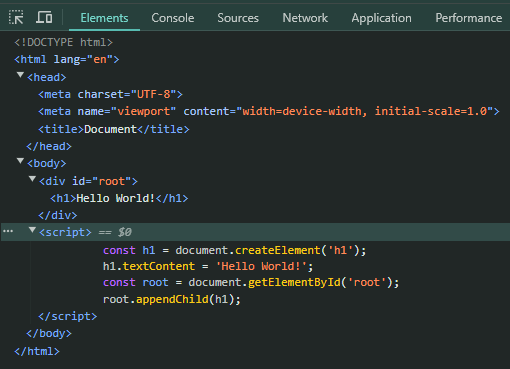 Elements Console Sources Network Application Performance
<!DOCTYPE html>
<html lang="en">
<head>
<meta charset="UTF-8">
<meta name="viewport" content="width=device-width, initial-scale=1.0">
<title>Document</title>
</head>
<body>
<div id="root">
<h1>Hello World!</h1>
</div>
<script> == $0
const h1 = document.createElement('h1');
h1.textContent = 'Hello World!';
const root = document.getElementById('root');
root.appendChild(h1);
</script>
</body>
</html>